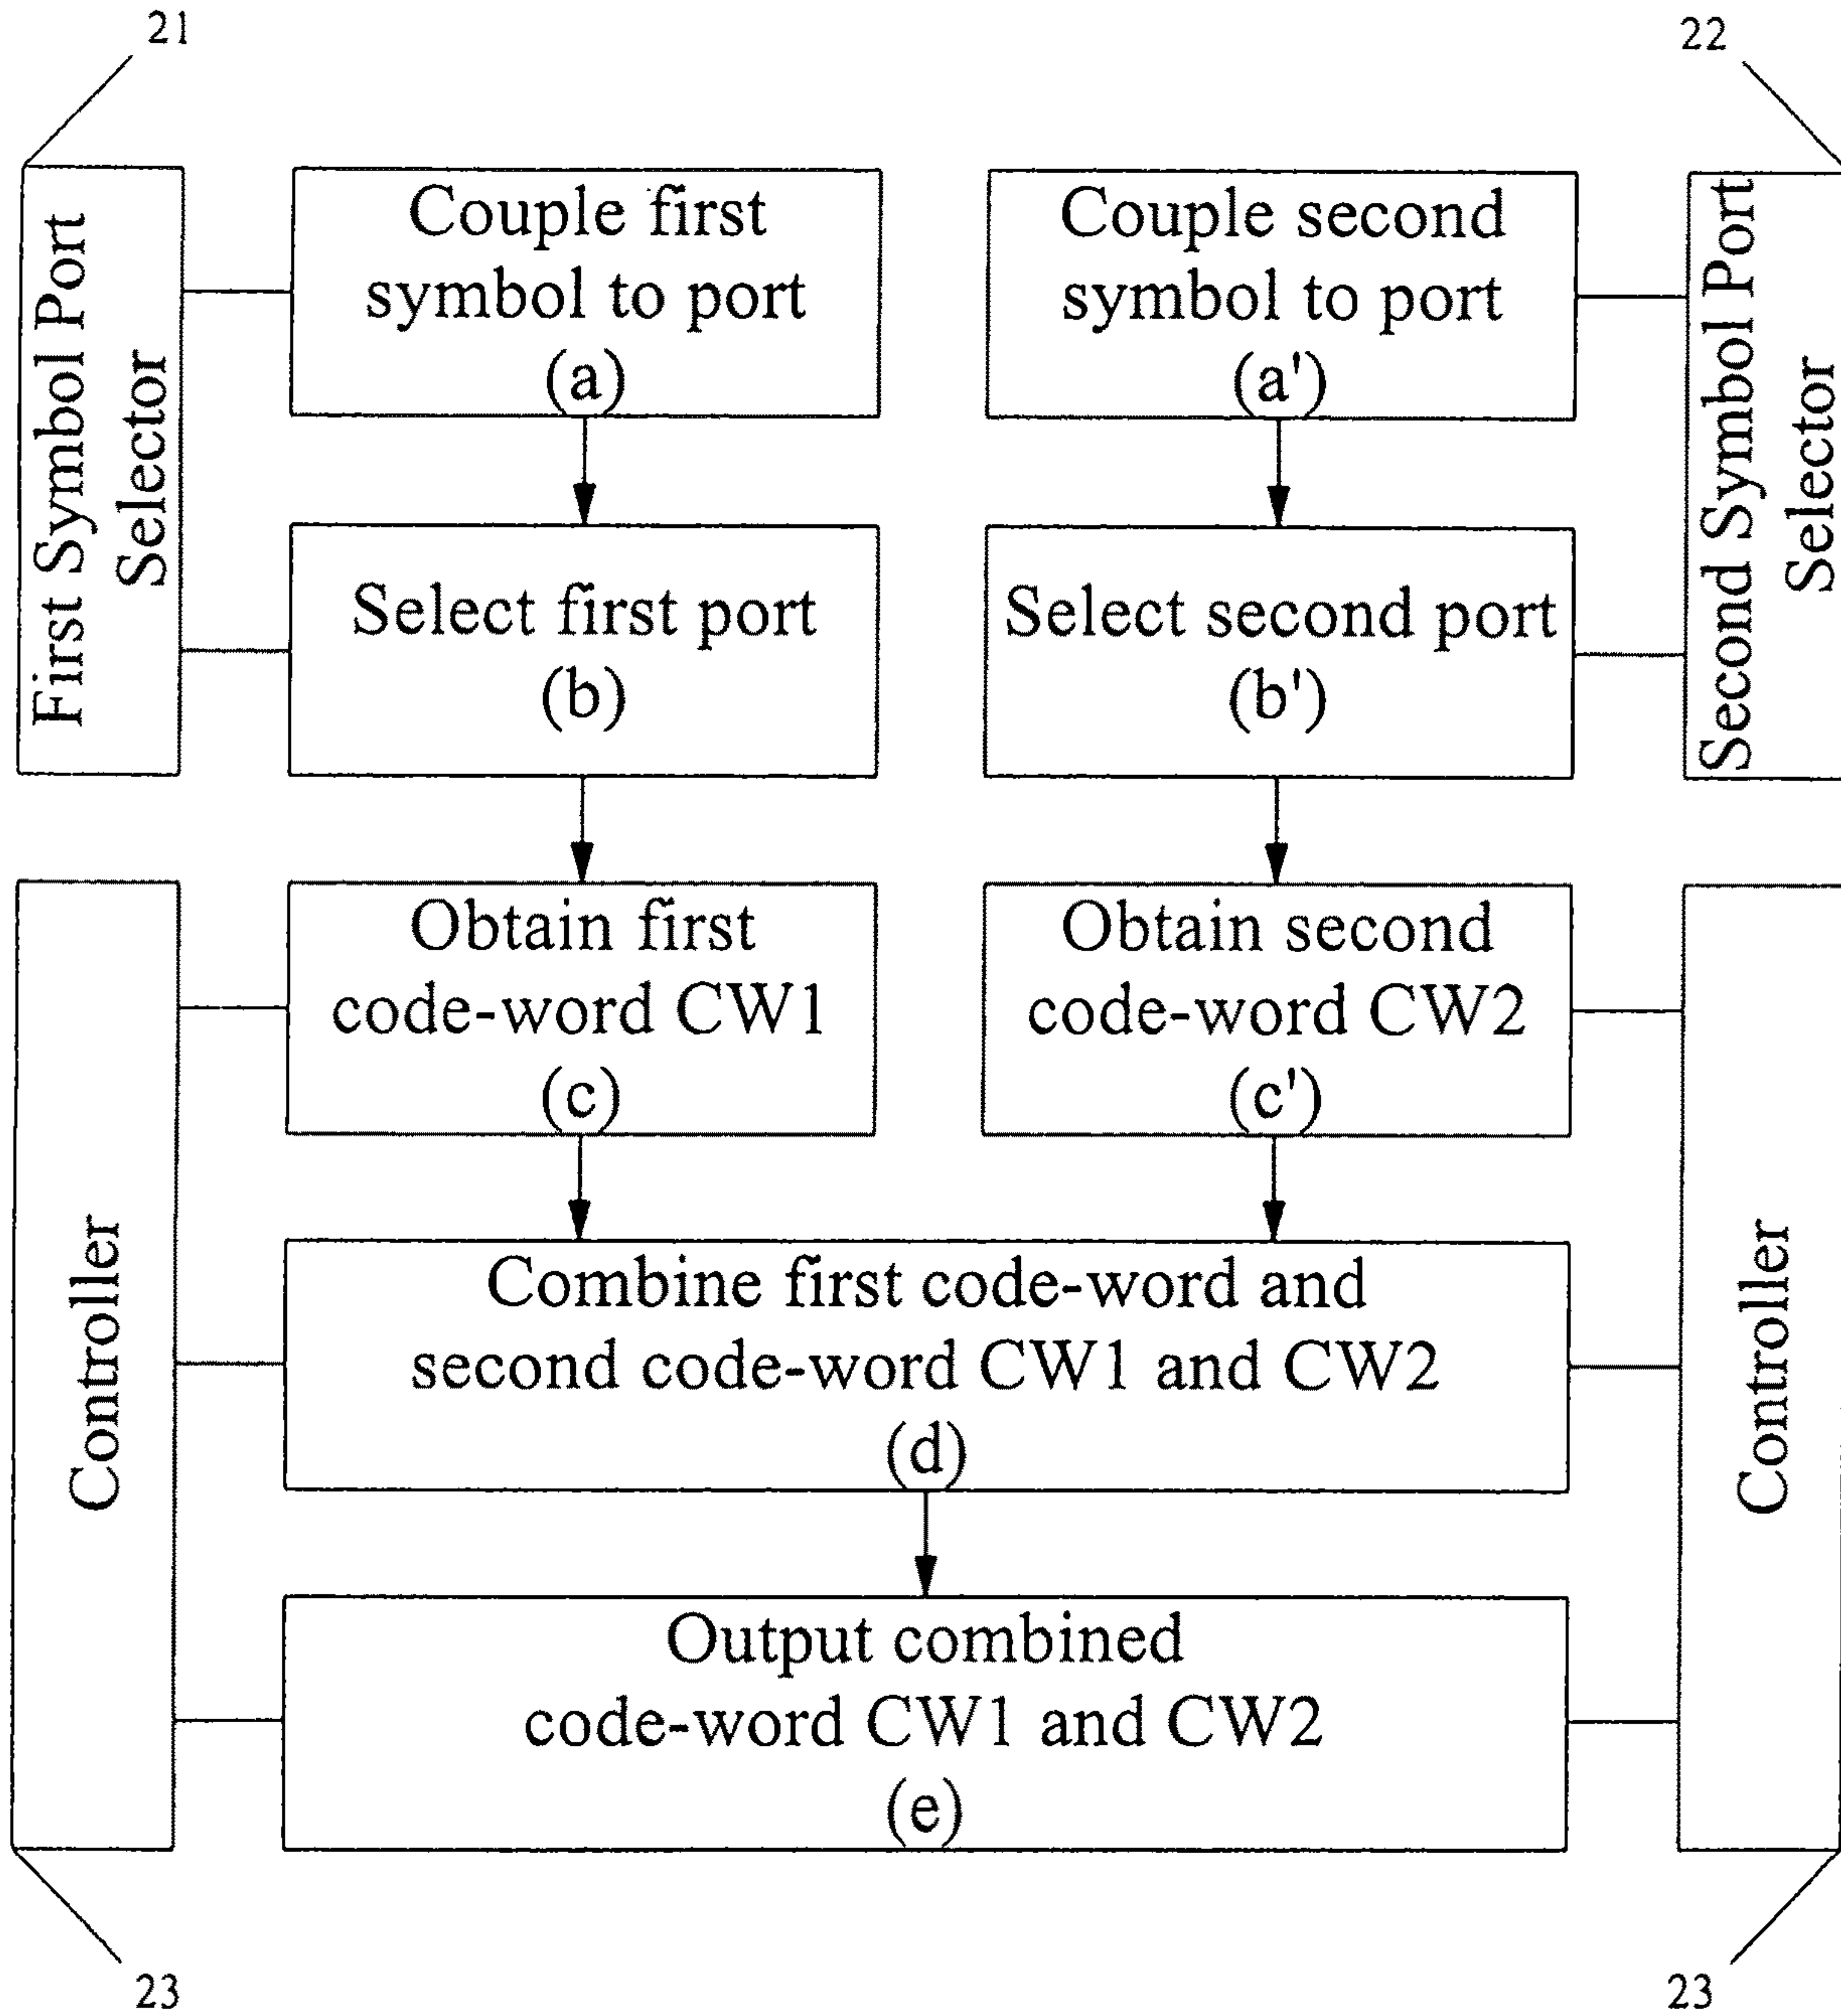 21
22
First Symbol Port
Selector
Couple first
symbol to port
(a)
Couple second
symbol to port
(a')
Second Symbol Port
Selector
Select first port
(b)
Select second port
(b')
Controller
Obtain first
code-word CW1
(c)
Obtain second
code-word CW2
(c')
Controller
Combine first code-word and
second code-word CW1 and CW2
(d)
Output combined
code-word CW1 and CW2
(e)
23
23